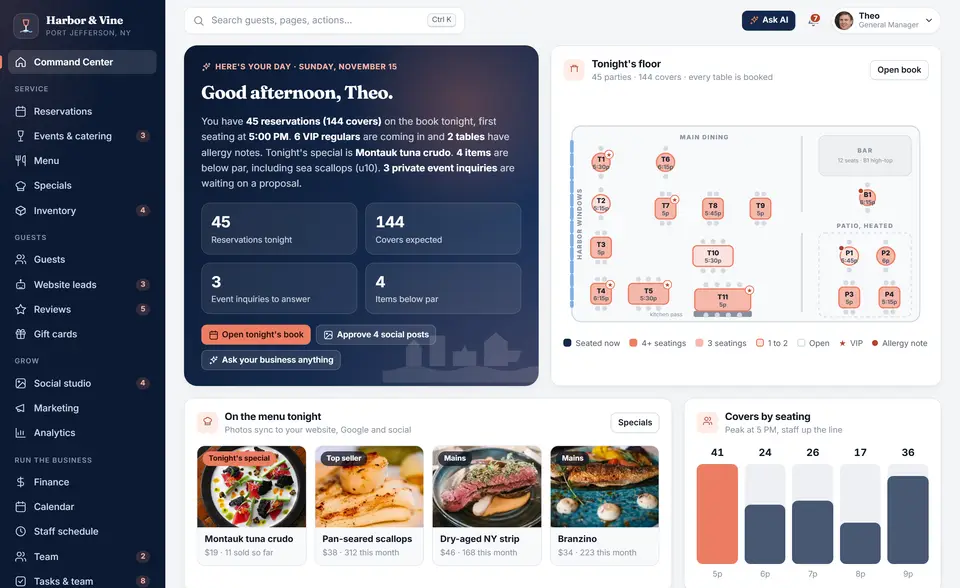 Harbor & Vine
PORT JEFFERSON, NY
Command Center
SERVICE
Reservations
Events & catering 3
Menu
Specials
Inventory 4
GUESTS
Guests
Website leads 3
Reviews 5
Gift cards
GROW
Social studio 4
Marketing
Analytics
RUN THE BUSINESS
Finance
Calendar
Staff schedule
Team 2
Tasks & team 8
Search guests, pages, actions...
Ctrl K
Ask AI
7
Theo
General Manager
HERE'S YOUR DAY · SUNDAY, NOVEMBER 15
Good afternoon, Theo.
You have 45 reservations (144 covers) on the book tonight, first
seating at 5:00 PM. 6 VIP regulars are coming in and 2 tables have
allergy notes. Tonight's special is Montauk tuna crudo. 4 items are
below par, including sea scallops (u10). 3 private event inquiries are
waiting on a proposal.
45
Reservations tonight
144
Covers expected
3
Event inquiries to answer
4
Items below par
Open tonight's book
Approve 4 social posts
Ask your business anything
Tonight's floor
45 parties · 144 covers · every table is booked
Open book
MAIN DINING
HARBOR WINDOWS
T1
5:30p
T6
6:15p
T2
5:15p
T7
5p
T8
5:45p
T9
5p
T3
5p
T10
5:30p
T4
6:15p
T5
5:30p
T11
5p
kitchen pass
BAR
12 seats · B1 high-top
B1
5:15p
PATIO, HEATED
P1
5:45p
P2
6p
P3
5p
P4
5:15p
Seated now
4+ seatings
3 seatings
1 to 2
Open
VIP
Allergy note
On the menu tonight
Photos sync to your website, Google and social
Specials
Tonight's special
Montauk tuna crudo
$19 · 11 sold so far
Top seller
Pan-seared scallops
$38 · 312 this month
Mains
Dry-aged NY strip
$46 · 168 this month
Mains
Branzino
$34 · 223 this month
Covers by seating
Peak at 5 PM, staff up the line
41 24 26 17 36
5p 6p 7p 8p 9p